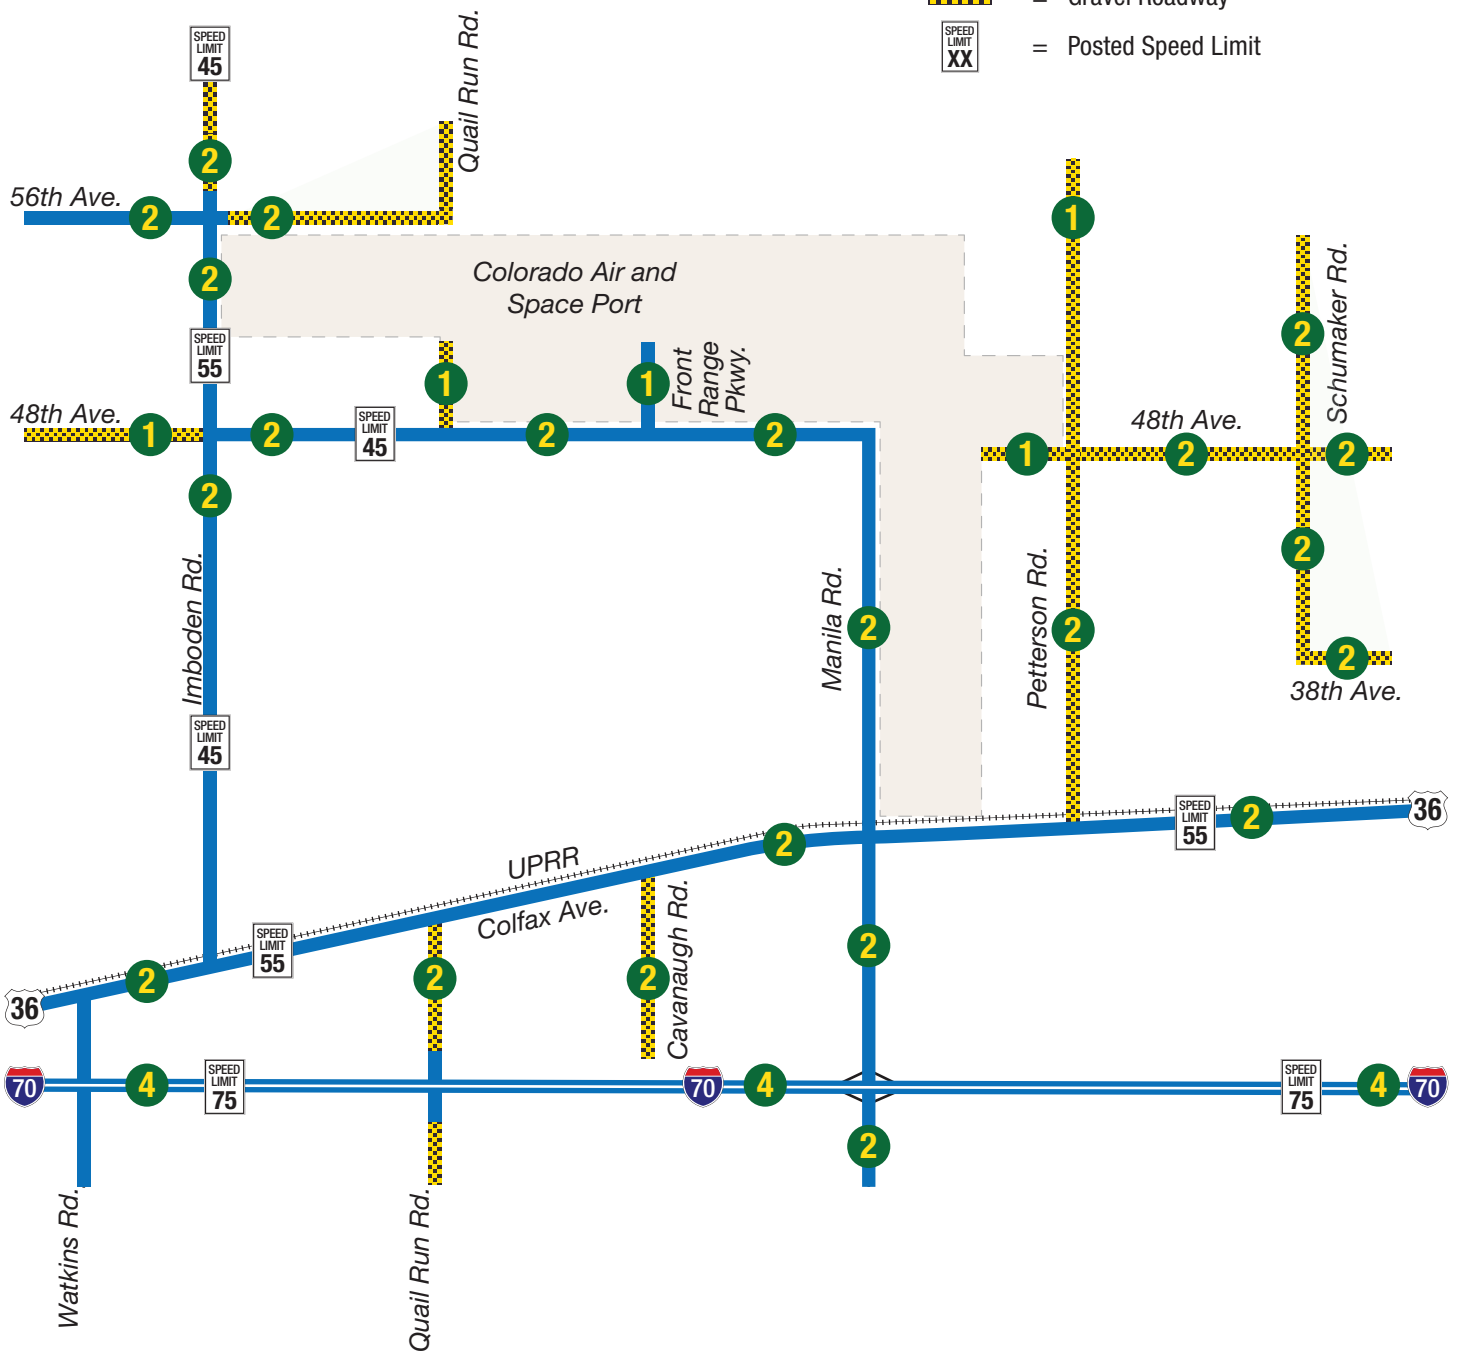 = Gravel Roadway
SPEED
LIMIT
XX
= Posted Speed Limit
SPEED
LIMIT
45
Quail Run Rd.
2
56th Ave.
2
2
1
2
Colorado Air and
Space Port
Schumaker Rd.
2
SPEED
LIMIT
55
1
1
Front
Range
Pkwy.
48th Ave.
1
2
SPEED
LIMIT
45
2
2
48th Ave.
1
2
2
2
2
Imboden Rd.
Manila Rd.
2
Petterson Rd.
2
2
38th Ave.
SPEED
LIMIT
45
SPEED
LIMIT
55
2
36
2
UPRR
Colfax Ave.
SPEED
LIMIT
55
2
36
2
2
Cavanaugh Rd.
2
70
4
SPEED
LIMIT
75
70
4
SPEED
LIMIT
75
4
70
2
Watkins Rd.
Quail Run Rd.